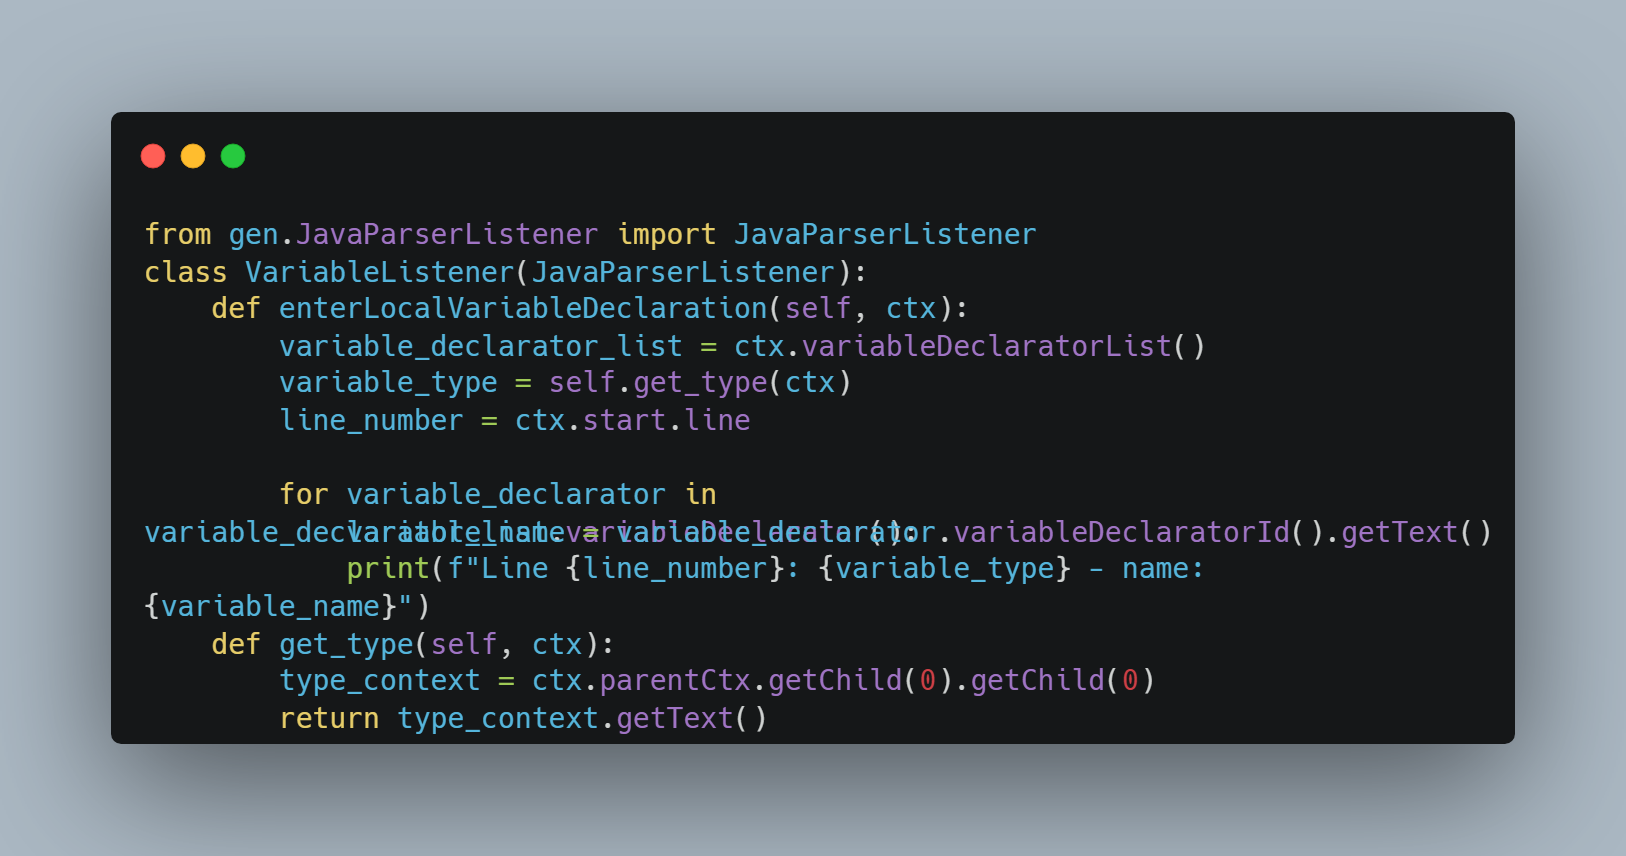 from gen.JavaParserListener import JavaParserListener
class VariableListener(JavaParserListener):
    def enterLocalVariableDeclaration(self, ctx):
        variable_declarator_list = ctx.variableDeclaratorList()
        variable_type = self.get_type(ctx)
        line_number = ctx.start.line

        for variable_declarator in
variable_declarator_list.variableDeclarator():
            variable_name = variable_declarator.variableDeclaratorId().getText()
            print(f"Line {line_number}: {variable_type} - name:
{variable_name}")
    def get_type(self, ctx):
        type_context = ctx.parentCtx.getChild(0).getChild(0)
        return type_context.getText()